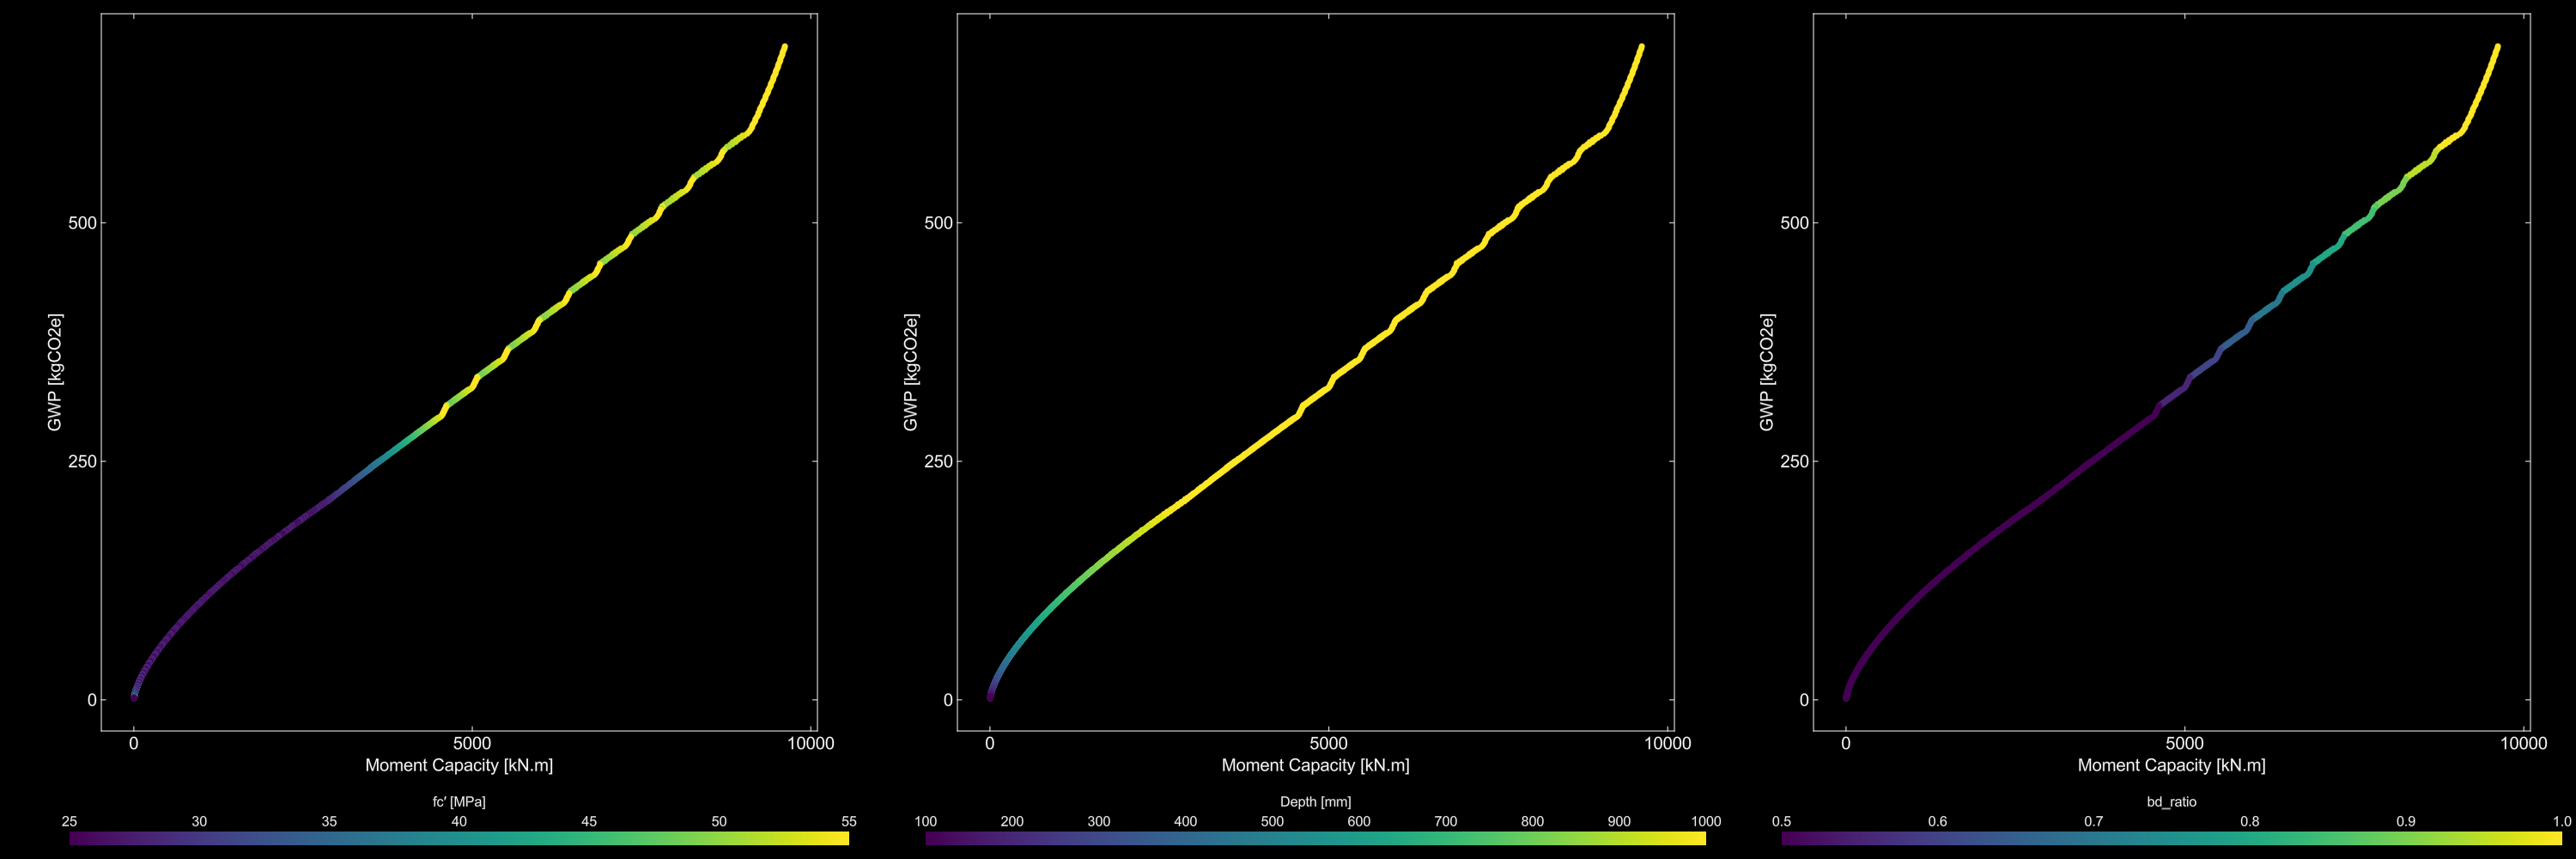 GWP [kgCO2e]
500
250
0
0 5000 10000
Moment Capacity [kN.m]
fc′ [MPa]
25 30 35 40 45 50 55
GWP [kgCO2e]
500
250
0
0 5000 10000
Moment Capacity [kN.m]
Depth [mm]
100 200 300 400 500 600 700 800 900 1000
GWP [kgCO2e]
500
250
0
0 5000 10000
Moment Capacity [kN.m]
bd_ratio
0.5 0.6 0.7 0.8 0.9 1.0